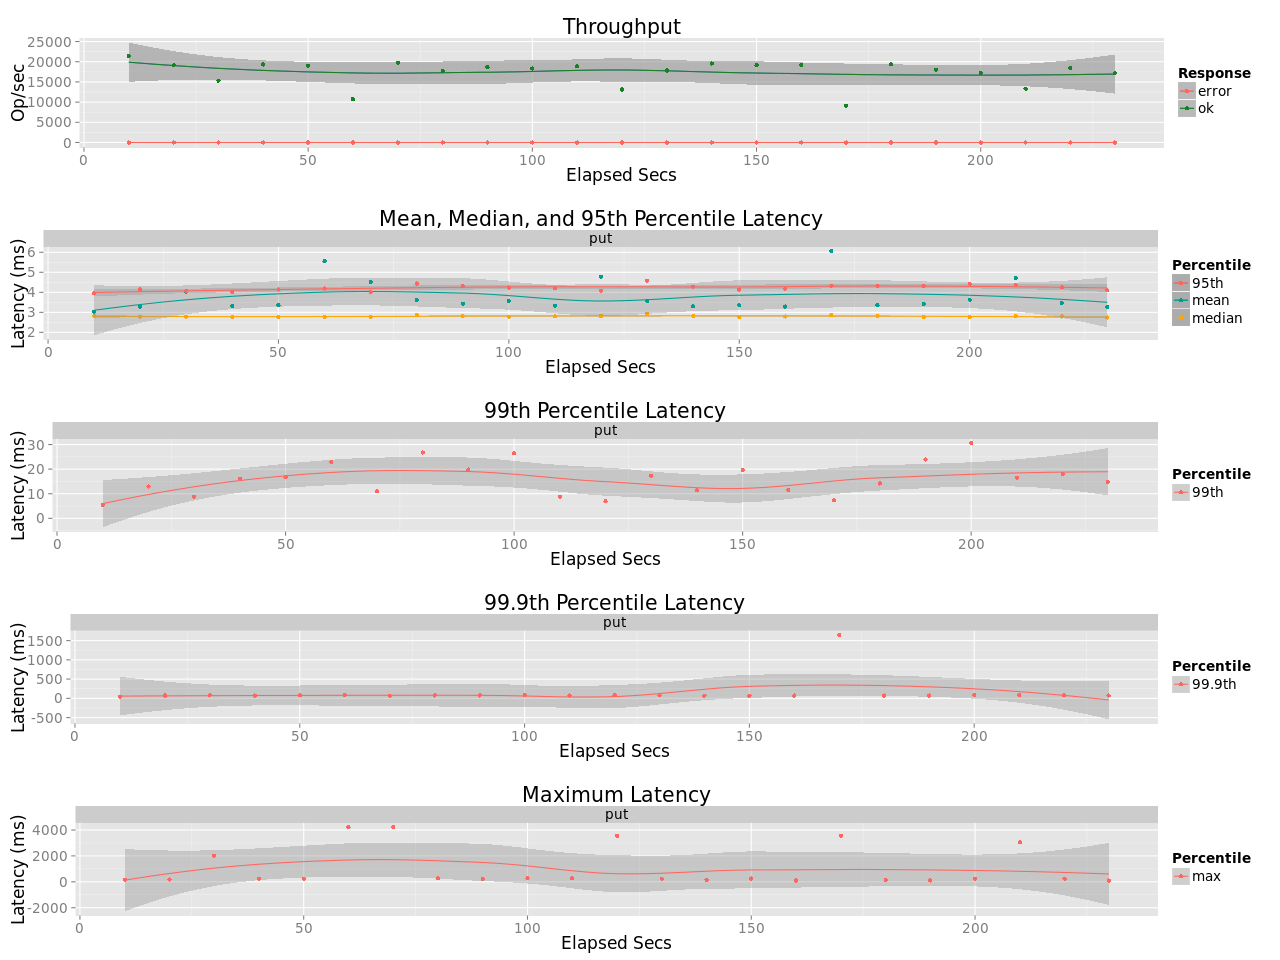 Throughput
Op/sec
25000
20000
15000
10000
5000
0
0 50 100 150 200
Elapsed Secs
Response
error
ok
Mean, Median, and 95th Percentile Latency
put
Latency (ms)
6
5
4
3
2
0 50 100 150 200
Elapsed Secs
Percentile
95th
mean
median
99th Percentile Latency
put
Latency (ms)
30
20
10
0
0 50 100 150 200
Elapsed Secs
Percentile
99th
99.9th Percentile Latency
put
Latency (ms)
1500
1000
500
0
-500
0 50 100 150 200
Elapsed Secs
Percentile
99.9th
Maximum Latency
put
Latency (ms)
4000
2000
0
-2000
0 50 100 150 200
Elapsed Secs
Percentile
max